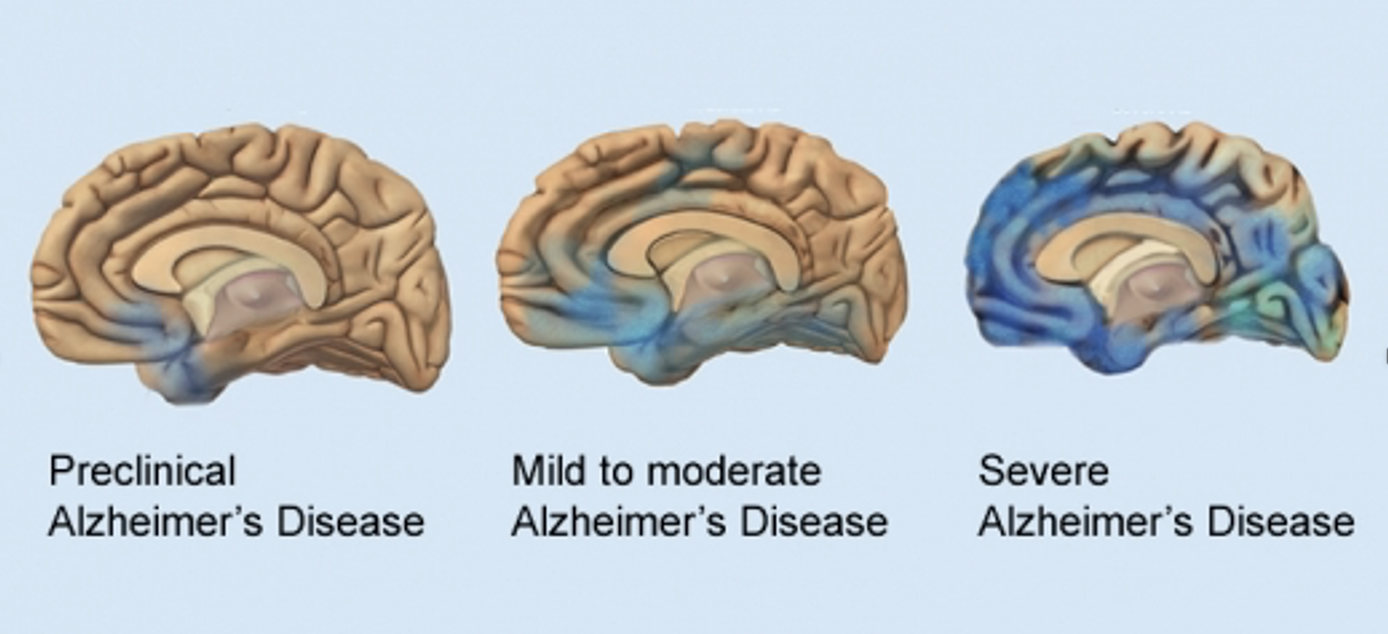 Preclinical
Alzheimer’s Disease
Mild to moderate
Alzheimer’s Disease
Severe
Alzheimer’s Disease